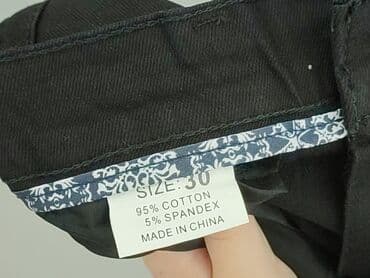 SIZE: 30
95% COTTON
5% SPANDEX
MADE IN CHINA